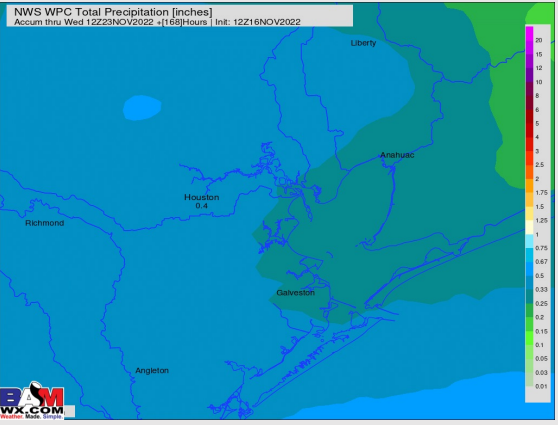 NWS WPC Total Precipitation [inches]
Accum thru Wed 12Z23NOV2022 +[168]Hours | Init: 12Z16NOV2022
Liberty
Anahuac
Houston
0.4
Richmond
Galveston
Angleton
20
15
12
10
8
6
5
4
3
2.5
2
1.75
1.5
1.25
1
0.75
0.67
0.5
0.33
0.25
0.2
0.15
0.1
0.05
0.03
0.01
BAM
WX.COM
Weather. Made. Simple.